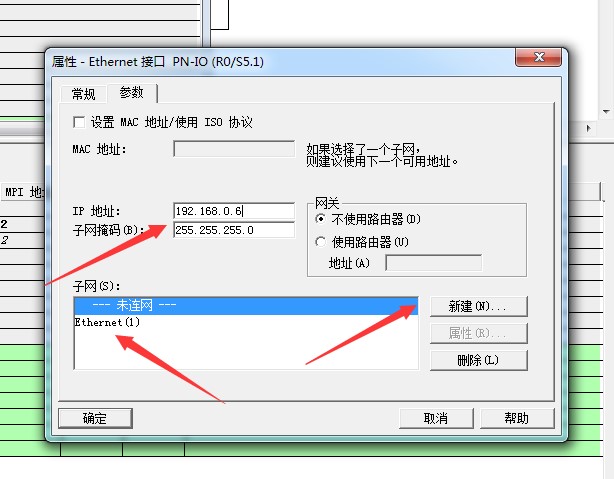 属性 - Ethernet 接口 PN-IO (R0/S5.1)
常规 参数
设置 MAC 地址/使用 ISO 协议
MAC 地址:
如果选择了一个子网,
则建议使用下一个可用地址。
MPI 地
IP 地址: 192.168.0.6
子网掩码(B): 255.255.255.0
网关
不使用路由器(D)
使用路由器(U)
地址(A)
2
2
子网(S):
--- 未连网 ---
Ethernet(1)
新建(N)...
属性(R)...
删除(L)
确定 取消 帮助